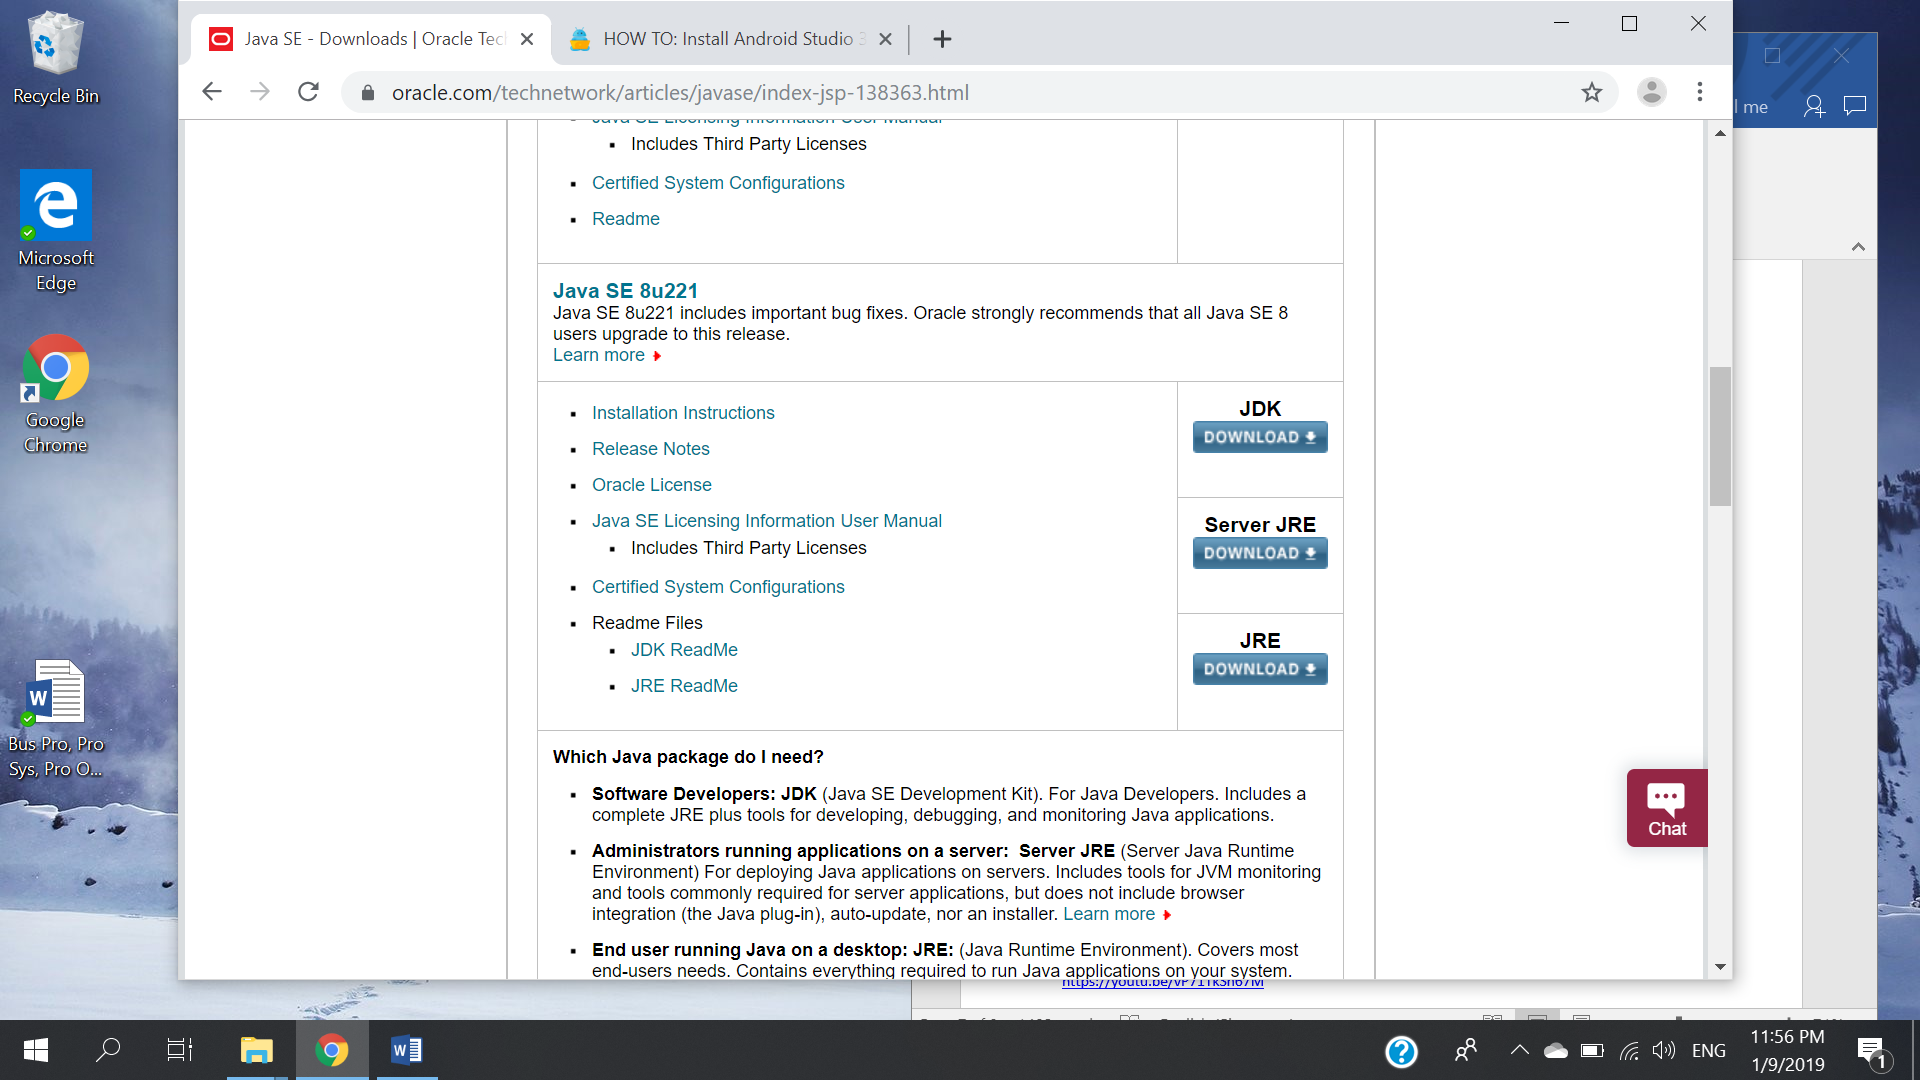 Recycle Bin
Microsoft
Edge
Google
Chrome
Bus Pro, Pro
Sys, Pro O...
Java SE - Downloads | Oracle Tec
HOW TO: Install Android Studio
oracle.com/technetwork/articles/javase/index-jsp-138363.html
me
Java SE Licensing Information User Manual
Includes Third Party Licenses
Certified System Configurations
Readme
Java SE 8u221
Java SE 8u221 includes important bug fixes. Oracle strongly recommends that all Java SE 8
users upgrade to this release.
Learn more
Installation Instructions
Release Notes
Oracle License
Java SE Licensing Information User Manual
Includes Third Party Licenses
Certified System Configurations
Readme Files
JDK ReadMe
JRE ReadMe
JDK
DOWNLOAD
Server JRE
DOWNLOAD
JRE
DOWNLOAD
Which Java package do I need?
Software Developers: JDK (Java SE Development Kit). For Java Developers. Includes a
complete JRE plus tools for developing, debugging, and monitoring Java applications.
Administrators running applications on a server: Server JRE (Server Java Runtime
Environment) For deploying Java applications on servers. Includes tools for JVM monitoring
and tools commonly required for server applications, but does not include browser
integration (the Java plug-in), auto-update, nor an installer. Learn more
End user running Java on a desktop: JRE: (Java Runtime Environment). Covers most
end-users needs. Contains everything required to run Java applications on your system.
Chat
W
W
ENG
11:56 PM
1/9/2019
1